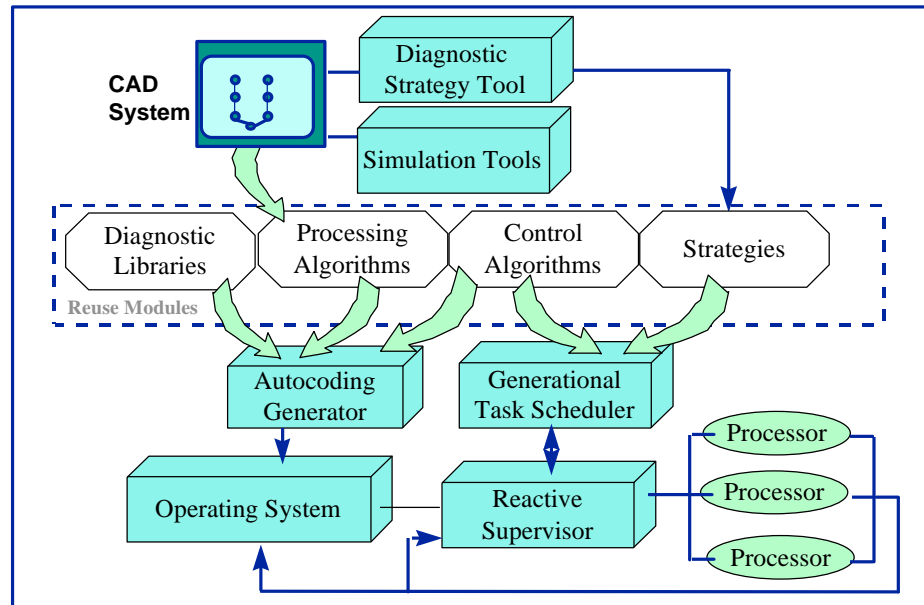 Diagnostic
Strategy Tool
CAD
System
Simulation Tools
Diagnostic
Libraries
Processing
Algorithms
Control
Algorithms
Strategies
Reuse Modules
Autocoding
Generator
Generational
Task Scheduler
Processor
Processor
Processor
Operating System
Reactive
Supervisor